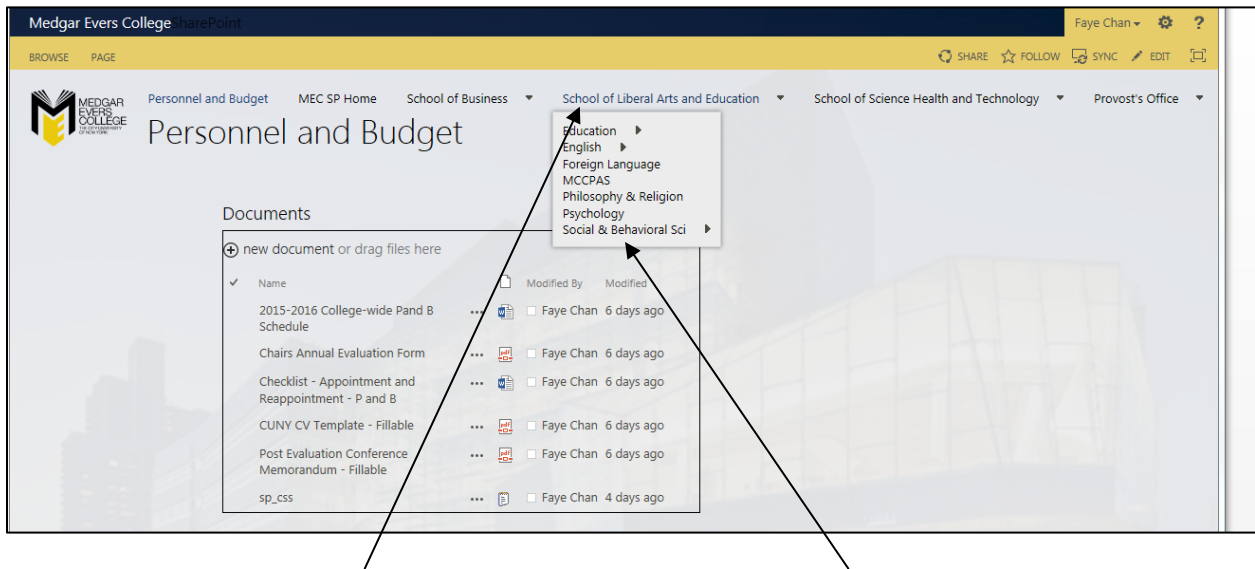 Medgar Evers College SharePoint
Faye Chan
?
BROWSE PAGE
SHARE FOLLOW SYNC EDIT
MEDGAR
EVERS
COLLEGE
THE CITY UNIVERSITY
OF NEW YORK
Personnel and Budget MEC SP Home School of Business School of Liberal Arts and Education School of Science Health and Technology Provost's Office
Personnel and Budget
Education
English
Foreign Language
MCCPAS
Philosophy & Religion
Psychology
Social & Behavioral Sci
Documents
new document or drag files here
Name Modified By Modified
2015-2016 College-wide Pand B
Schedule
... Faye Chan 6 days ago
Chairs Annual Evaluation Form ... Faye Chan 6 days ago
Checklist - Appointment and
Reappointment - P and B
... Faye Chan 6 days ago
CUNY CV Template - Fillable ... Faye Chan 6 days ago
Post Evaluation Conference
Memorandum - Fillable
... Faye Chan 6 days ago
sp_css ... Faye Chan 4 days ago